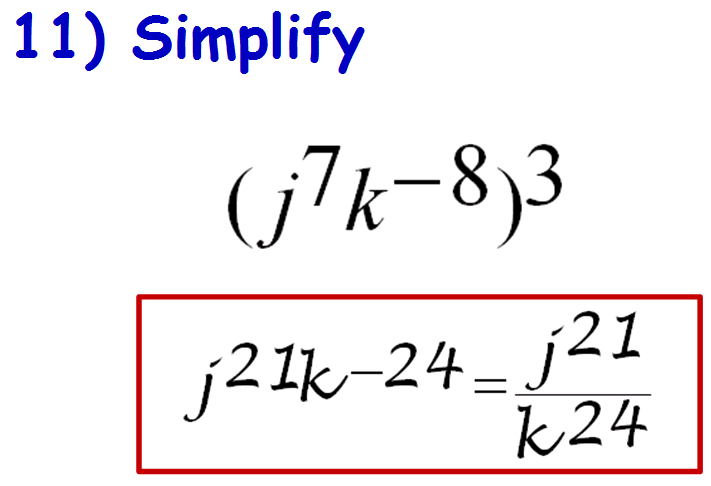 11) Simplify
(j⁷k⁻⁸)³
j²¹k⁻²⁴ = j²¹/k²⁴